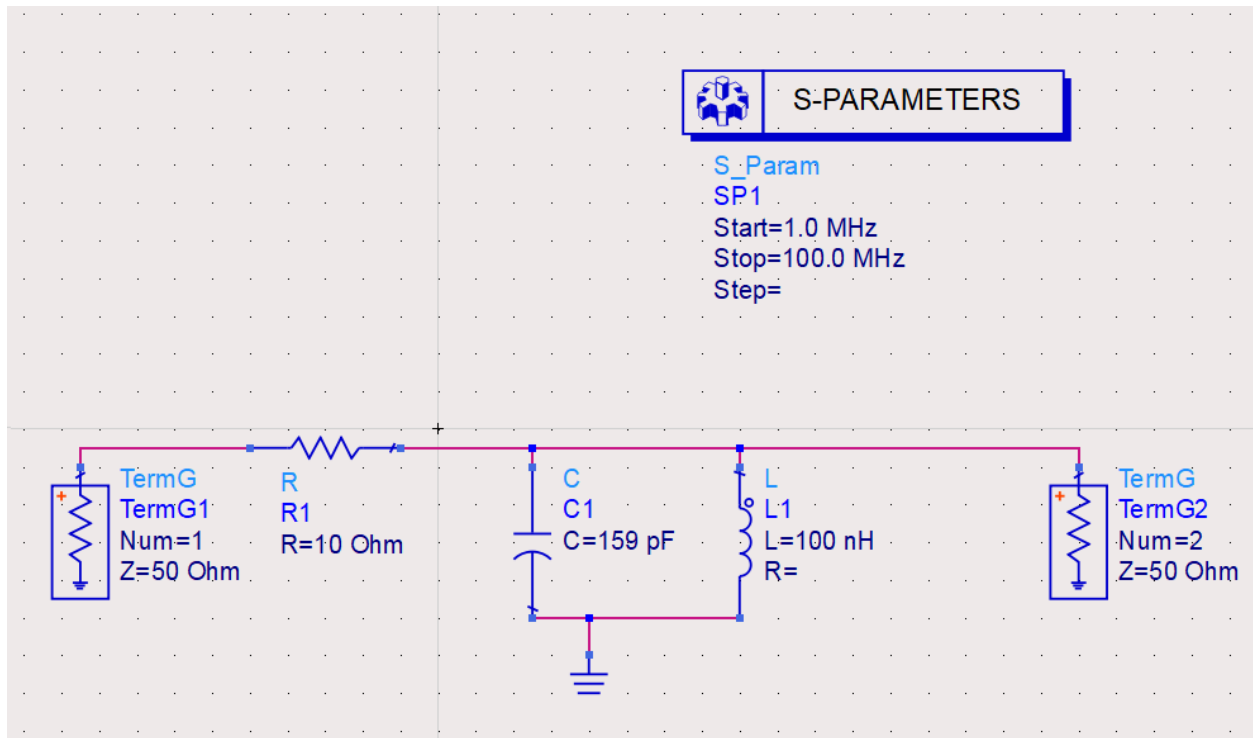 S-PARAMETERS
S_Param
SP1
Start=1.0 MHz
Stop=100.0 MHz
Step=
TermG
TermG1
Num=1
Z=50 Ohm
R
R1
R=10 Ohm
C
C1
C=159 pF
L
L1
L=100 nH
R=
TermG
TermG2
Num=2
Z=50 Ohm